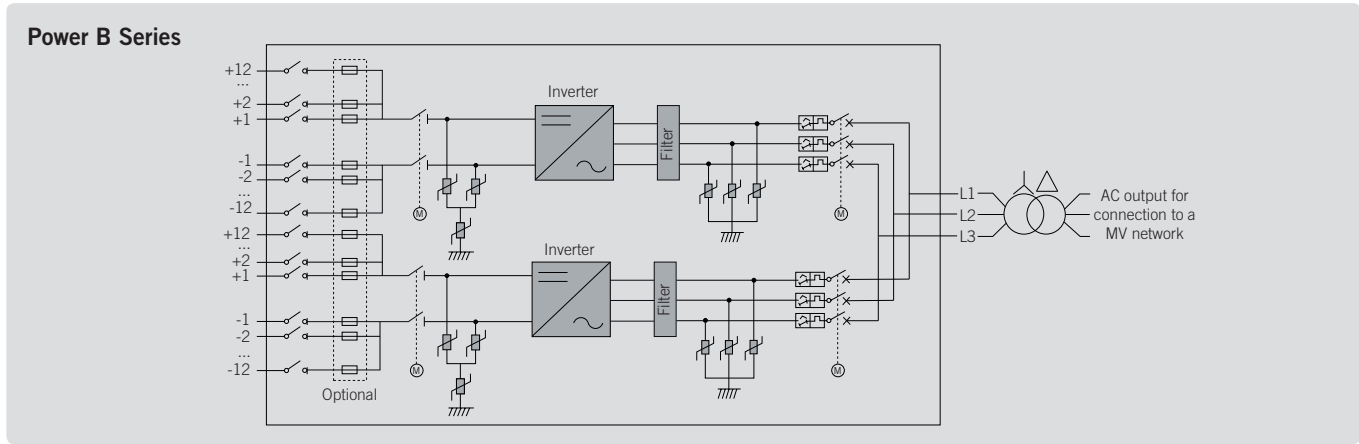 Power B Series
+12
...
+2
+1
-1
-2
...
-12
+12
...
+2
+1
-1
-2
...
-12
Optional
Inverter
Filter
M
M
Inverter
Filter
M
M
L1
L2
L3
AC output for
connection to a
MV network